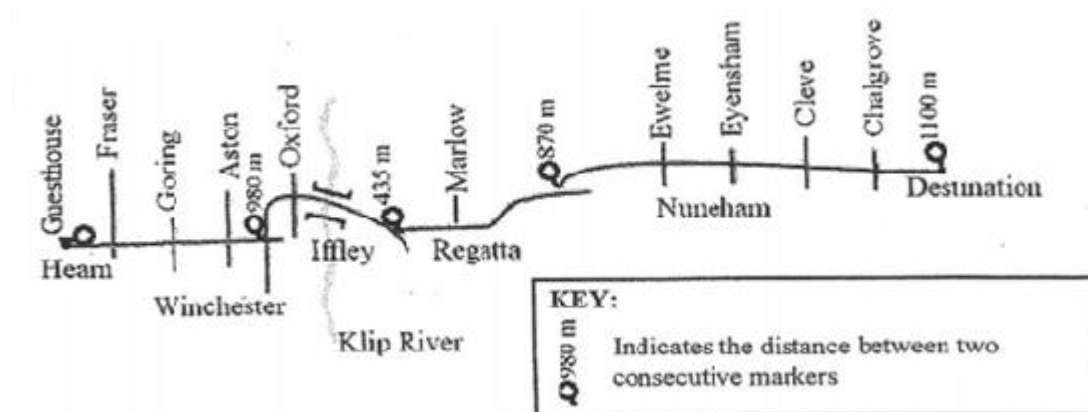 Guesthouse
Fraser
Goring
Aston
980 m
Oxford
435 m
Marlow
870 m
Ewelme
Eyensham
Cleve
Chalgrove
1100 m
Heam
Winchester
Iffley
Regatta
Nuneham
Destination
Klip River
KEY:
980 m
Indicates the distance between two
consecutive markers